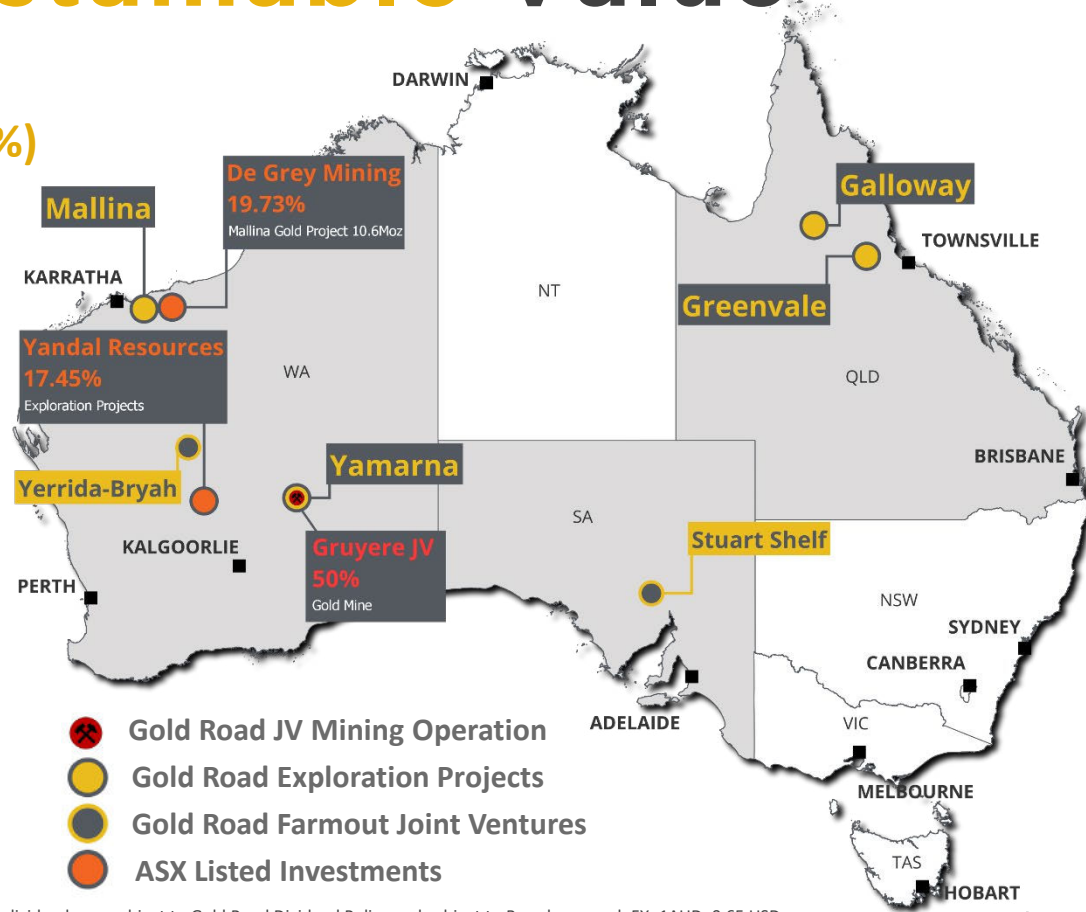 Value
%)
DARWIN
De Grey Mining
19.73%
Mallina Gold Project 10.6Moz
Mallina
Galloway
TOWNSVILLE
KARRATHA
NT
Greenvale
Yandal Resources
17.45%
Exploration Projects
WA
QLD
Yamarna
BRISBANE
Yerrida-Bryah
SA
Stuart Shelf
KALGOORLIE
Gruyere JV
50%
Gold Mine
PERTH
NSW
SYDNEY
CANBERRA
ADELAIDE
VIC
Gold Road JV Mining Operation
Gold Road Exploration Projects
MELBOURNE
Gold Road Farmout Joint Ventures
TAS
ASX Listed Investments
HOBART